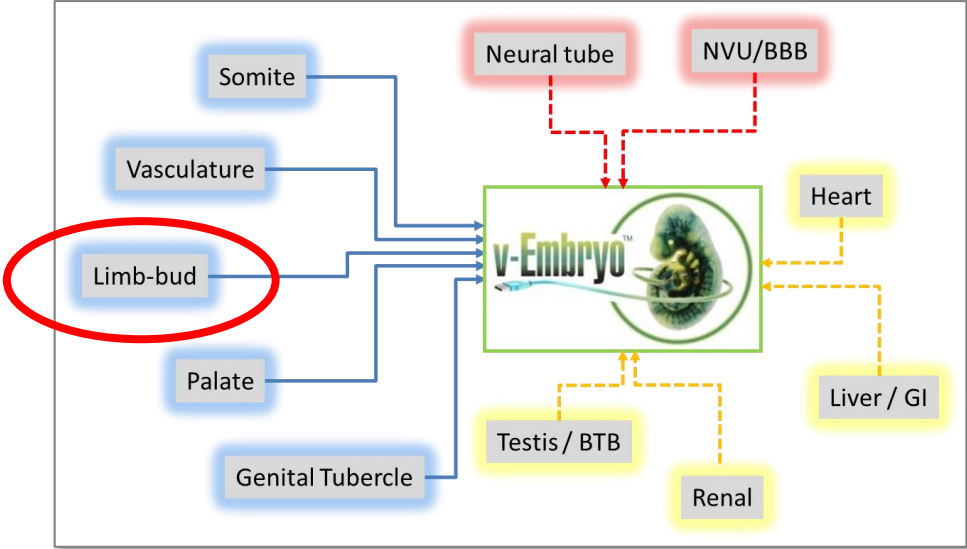 Neural tube
NVU/BBB
Somite
Vasculature
Heart
Limb-bud
v-Embryo™
Palate
Liver / GI
Testis / BTB
Genital Tubercle
Renal